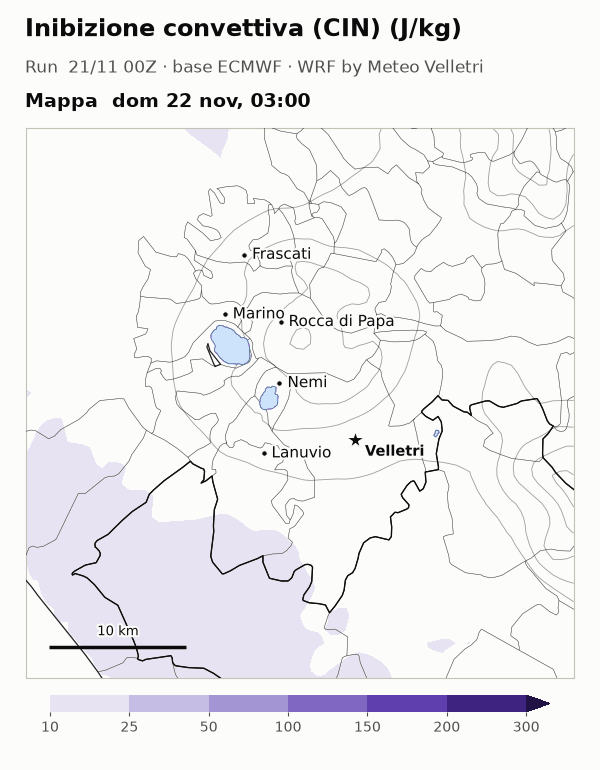 Inibizione convettiva (CIN) (J/kg)
Run  21/11 00Z · base ECMWF · WRF by Meteo Velletri
Mappa  dom 22 nov, 03:00
Frascati
Marino
Rocca di Papa
Nemi
Velletri
Lanuvio
10 km
10 25 50 100 150 200 300